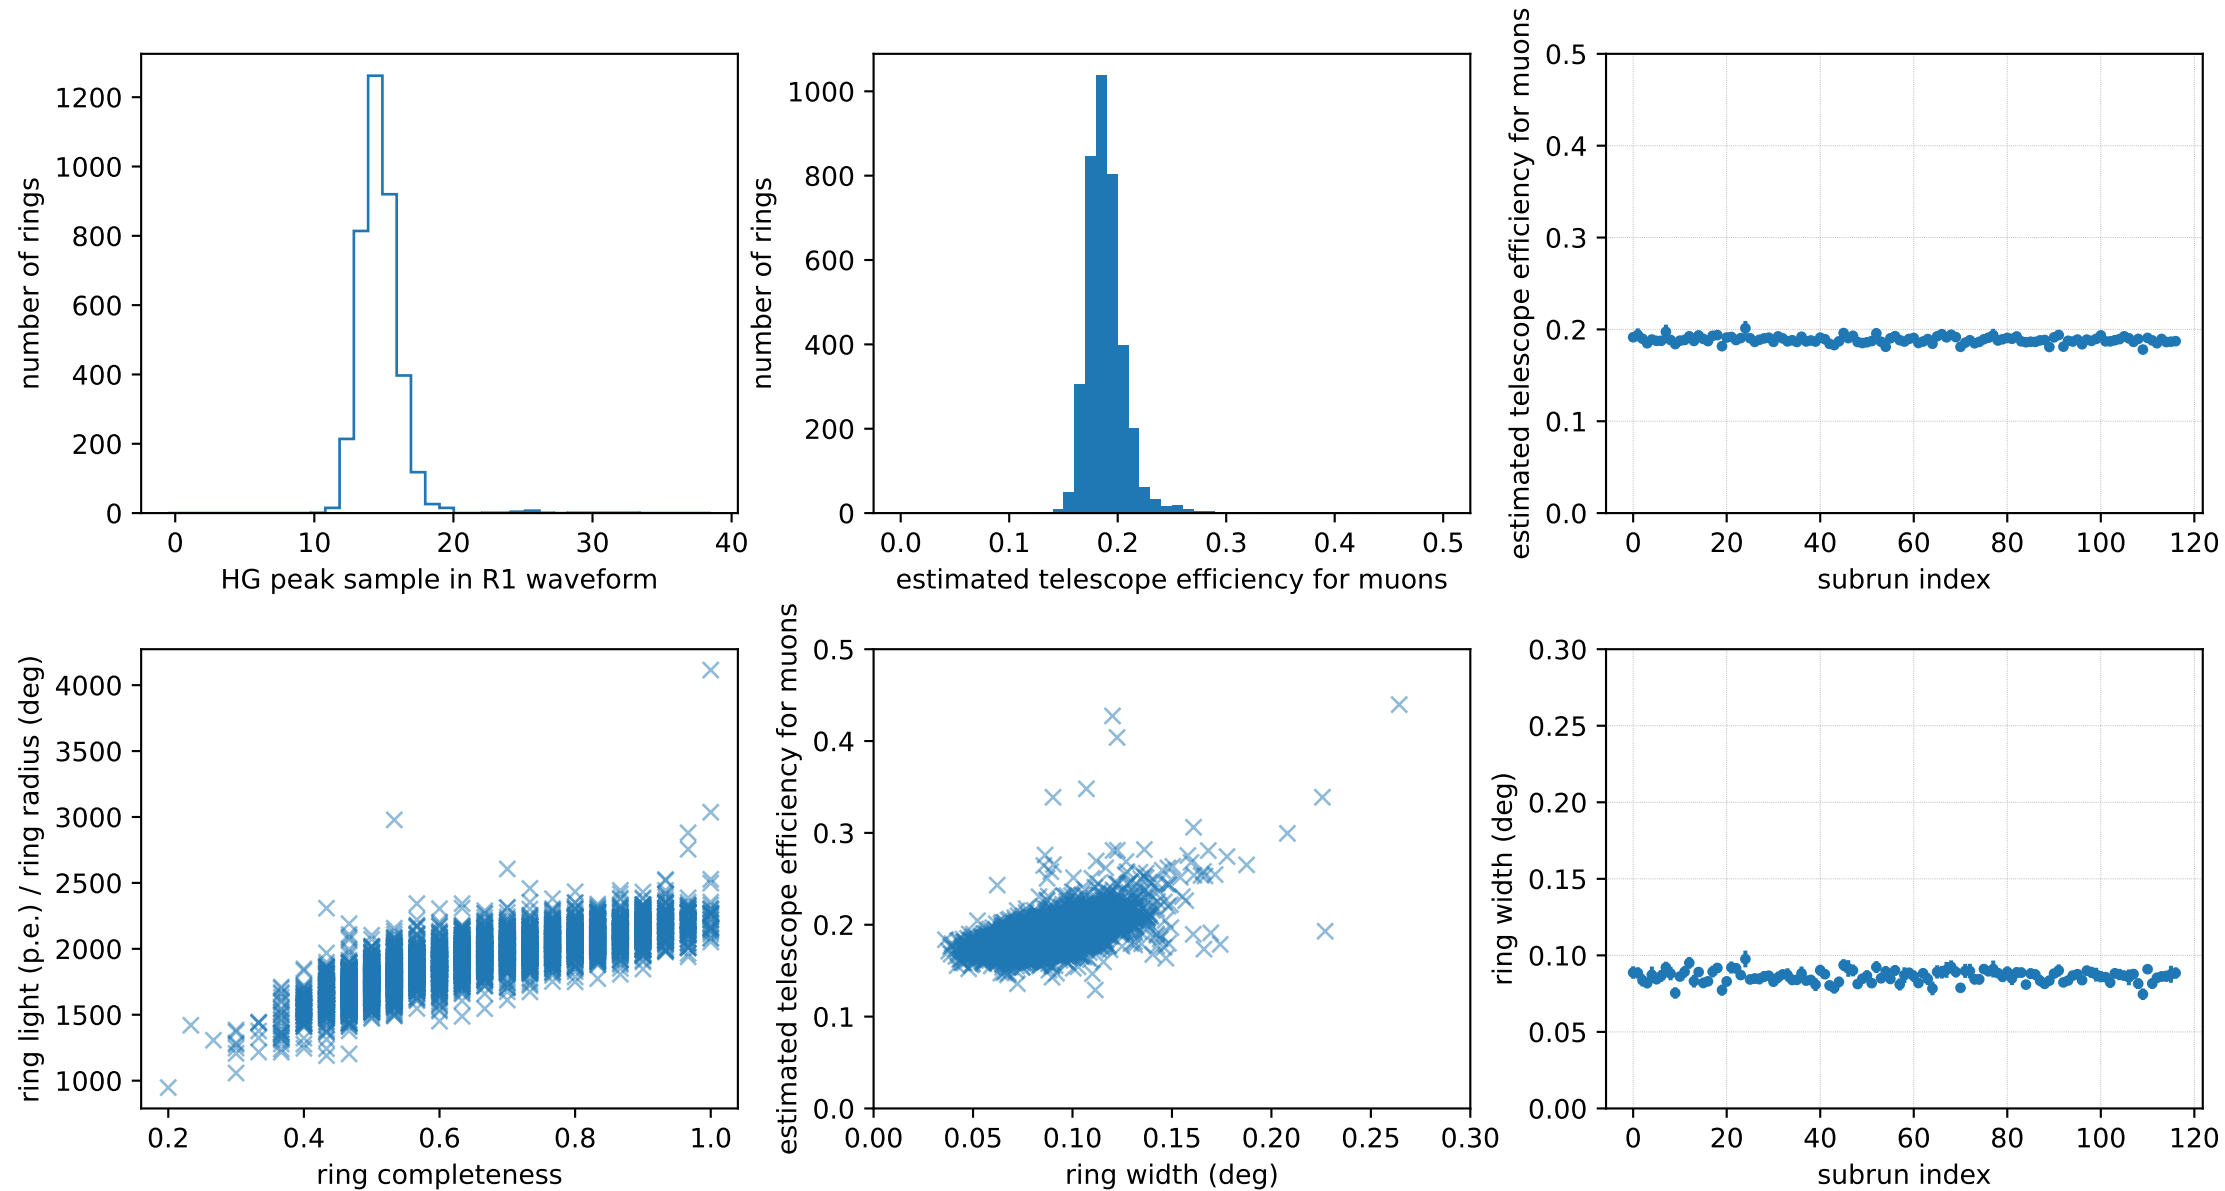 1200
1000
800
600
400
200
0
number of rings
0 10 20 30 40
HG peak sample in R1 waveform
1000
800
600
400
200
0
number of rings
0.0 0.1 0.2 0.3 0.4 0.5
estimated telescope efficiency for muons
0.5
0.4
0.3
0.2
0.1
0.0
estimated telescope efficiency for muons
0 20 40 60 80 100 120
subrun index
4000
3500
3000
2500
2000
1500
1000
ring light (p.e.) / ring radius (deg)
0.2 0.4 0.6 0.8 1.0
ring completeness
0.5
0.4
0.3
0.2
0.1
0.0
estimated telescope efficiency for muons
0.00 0.05 0.10 0.15 0.20 0.25 0.30
ring width (deg)
0.30
0.25
0.20
0.15
0.10
0.05
0.00
ring width (deg)
0 20 40 60 80 100 120
subrun index